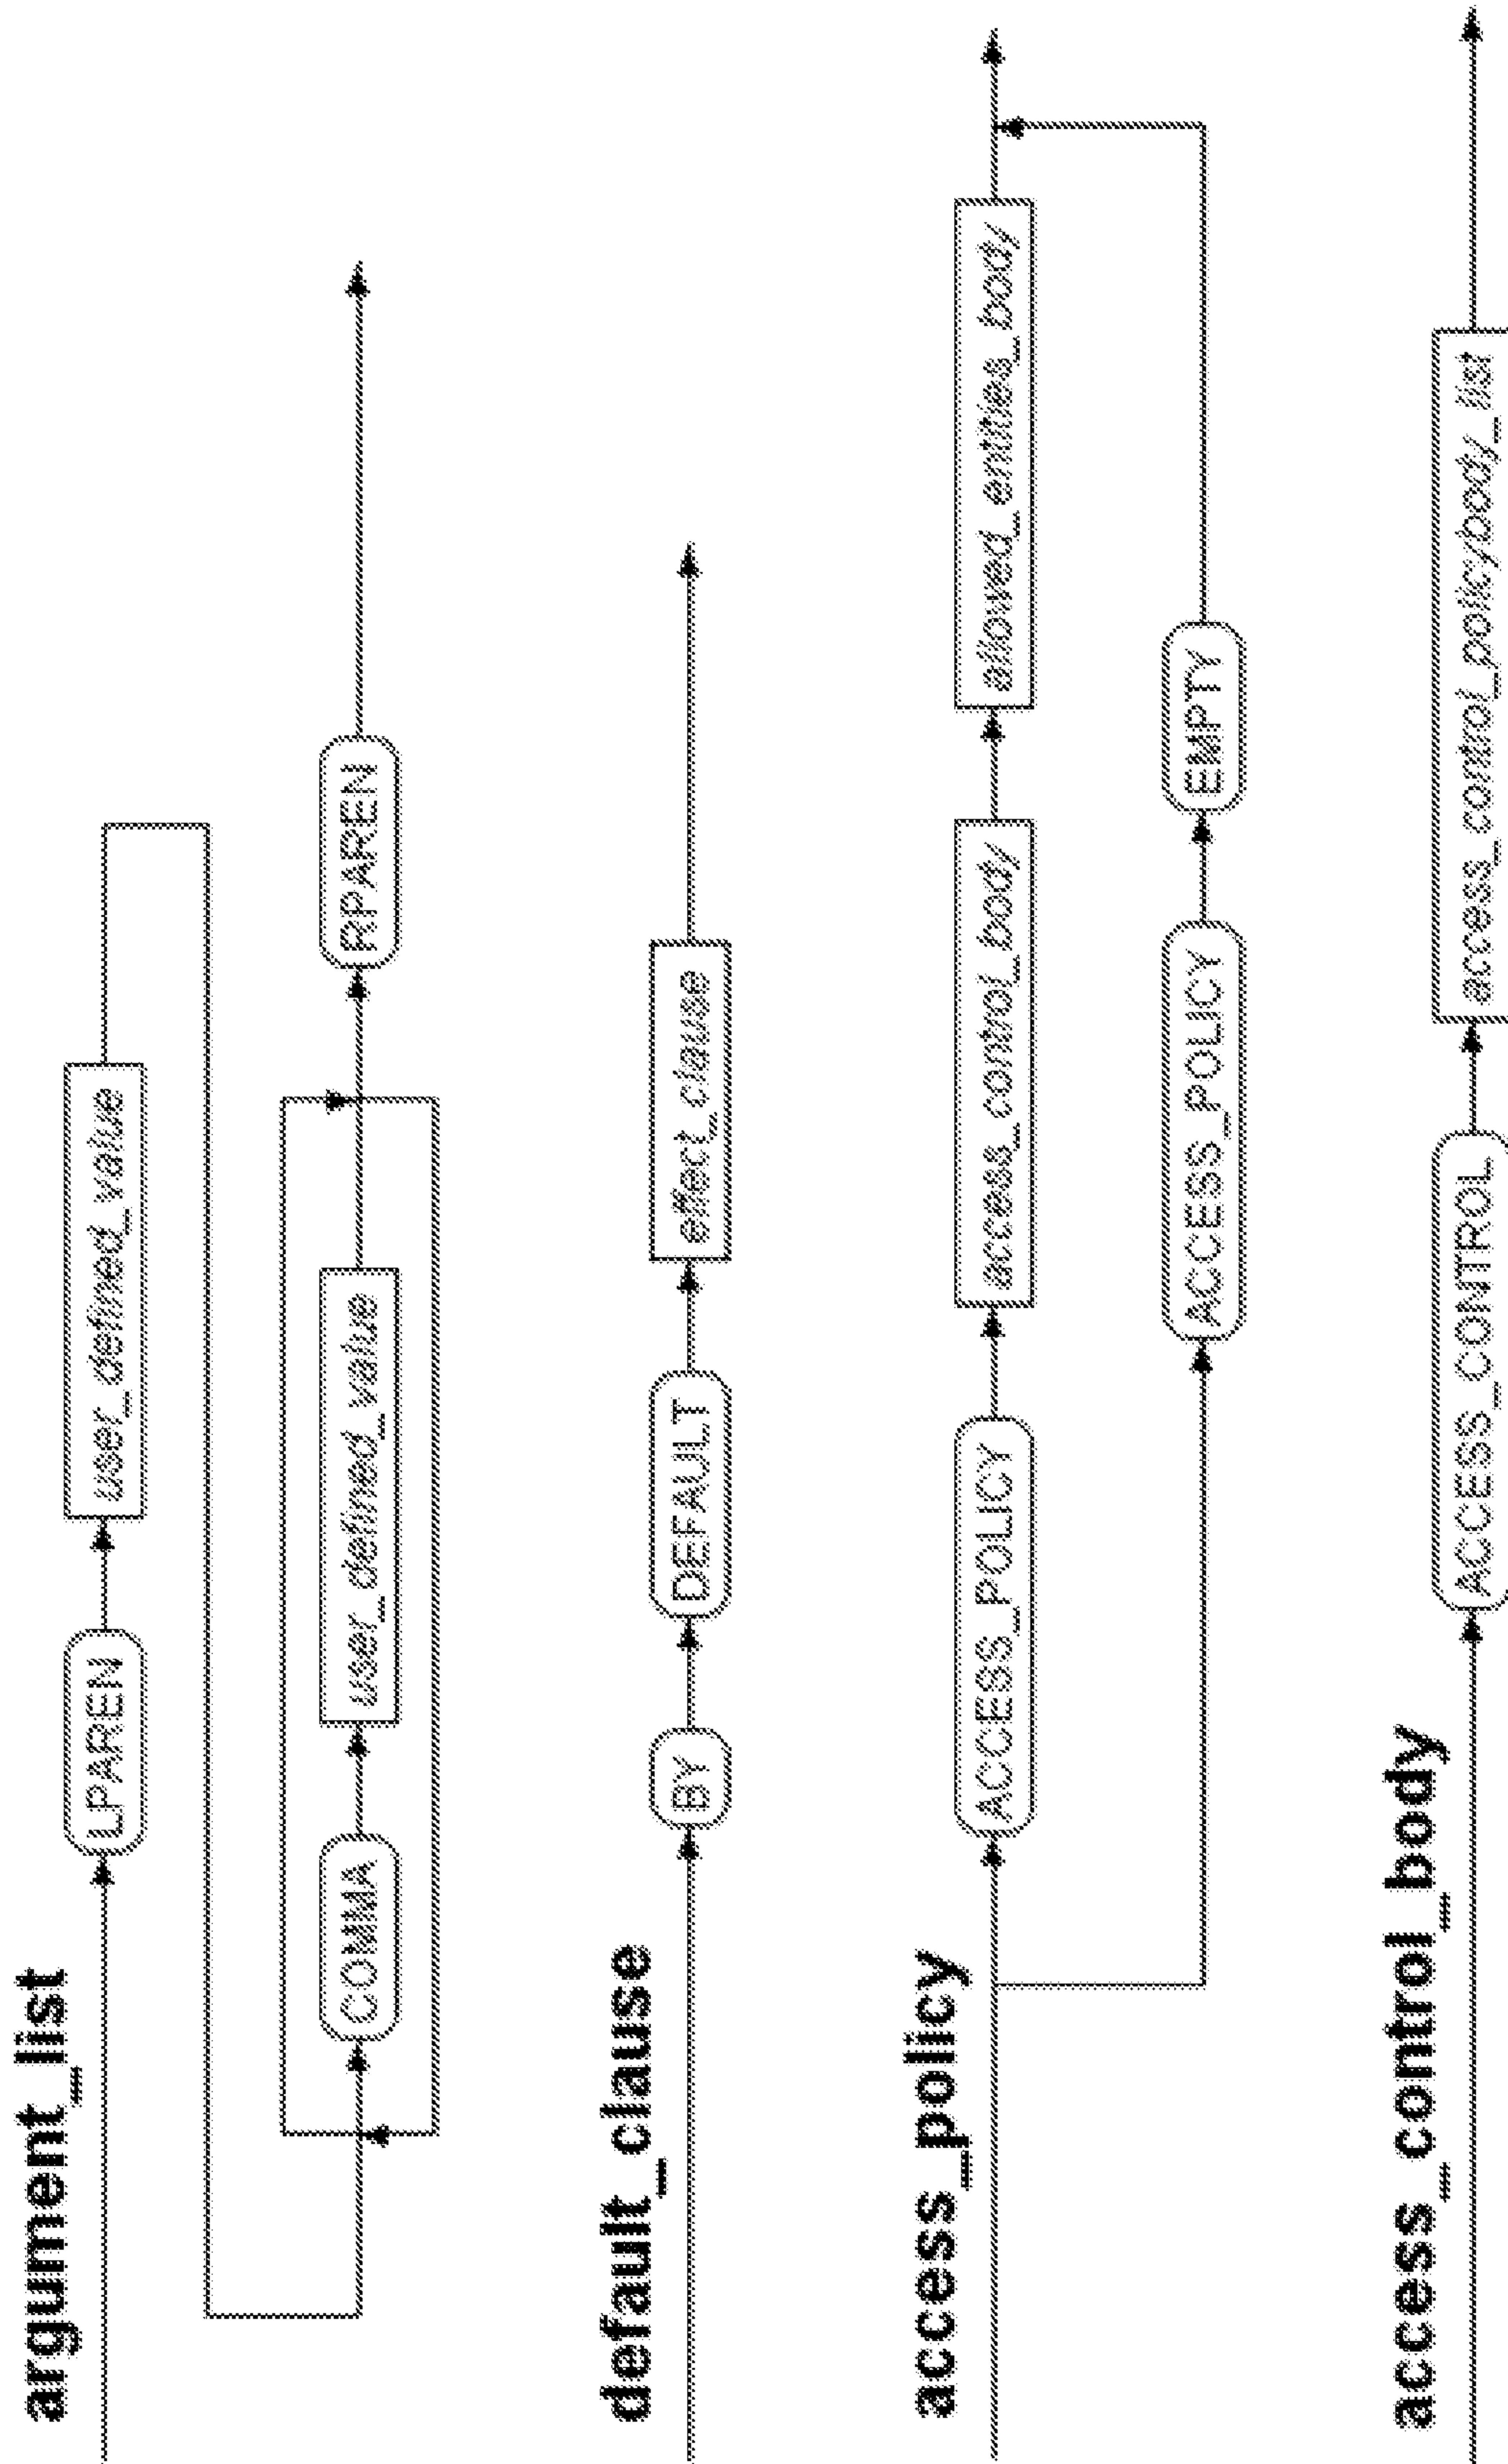 argument_list
LPAREN user_defined_value
COMMA user_defined_value RPAREN
default_clause
BY DEFAULT effect_clause
access_policy
ACCESS_POLICY access_control_body allowed_entities_body
ACCESS_POLICY EMPTY
access_control_body
ACCESS_CONTROL access_control_policybody_list